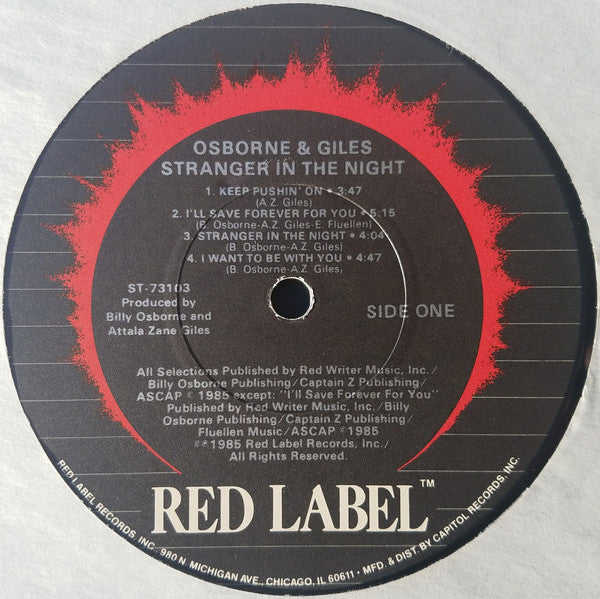 OSBORNE & GILES
STRANGER IN THE NIGHT
1. KEEP PUSHIN' ON • 3:47
(A.Z. Giles)
2. I'LL SAVE FOREVER FOR YOU • 5:15
(B. Osborne-A.Z. Giles-E. Fluellen)
3. STRANGER IN THE NIGHT • 4:04
(B. Osborne-A.Z. Giles)
4. I WANT TO BE WITH YOU • 4:47
(B. Osborne-A.Z. Giles)
ST-73103
Produced by
Billy Osborne and
Attala Zane Giles
SIDE ONE
All Selections Published by Red Writer Music, Inc./
Billy Osborne Publishing/Captain Z Publishing/
ASCAP © 1985 except: "I'll Save Forever For You"
Published by Red Writer Music, Inc./Billy
Osborne Publishing/Captain Z Publishing/
Fluellen Music/ASCAP ©1985
©℗1985 Red Label Records, Inc./
All Rights Reserved.
RED LABEL™
RED LABEL RECORDS, INC., 980 N. MICHIGAN AVE., CHICAGO, IL 60611 • MFD. & DIST. BY CAPITOL RECORDS, INC.